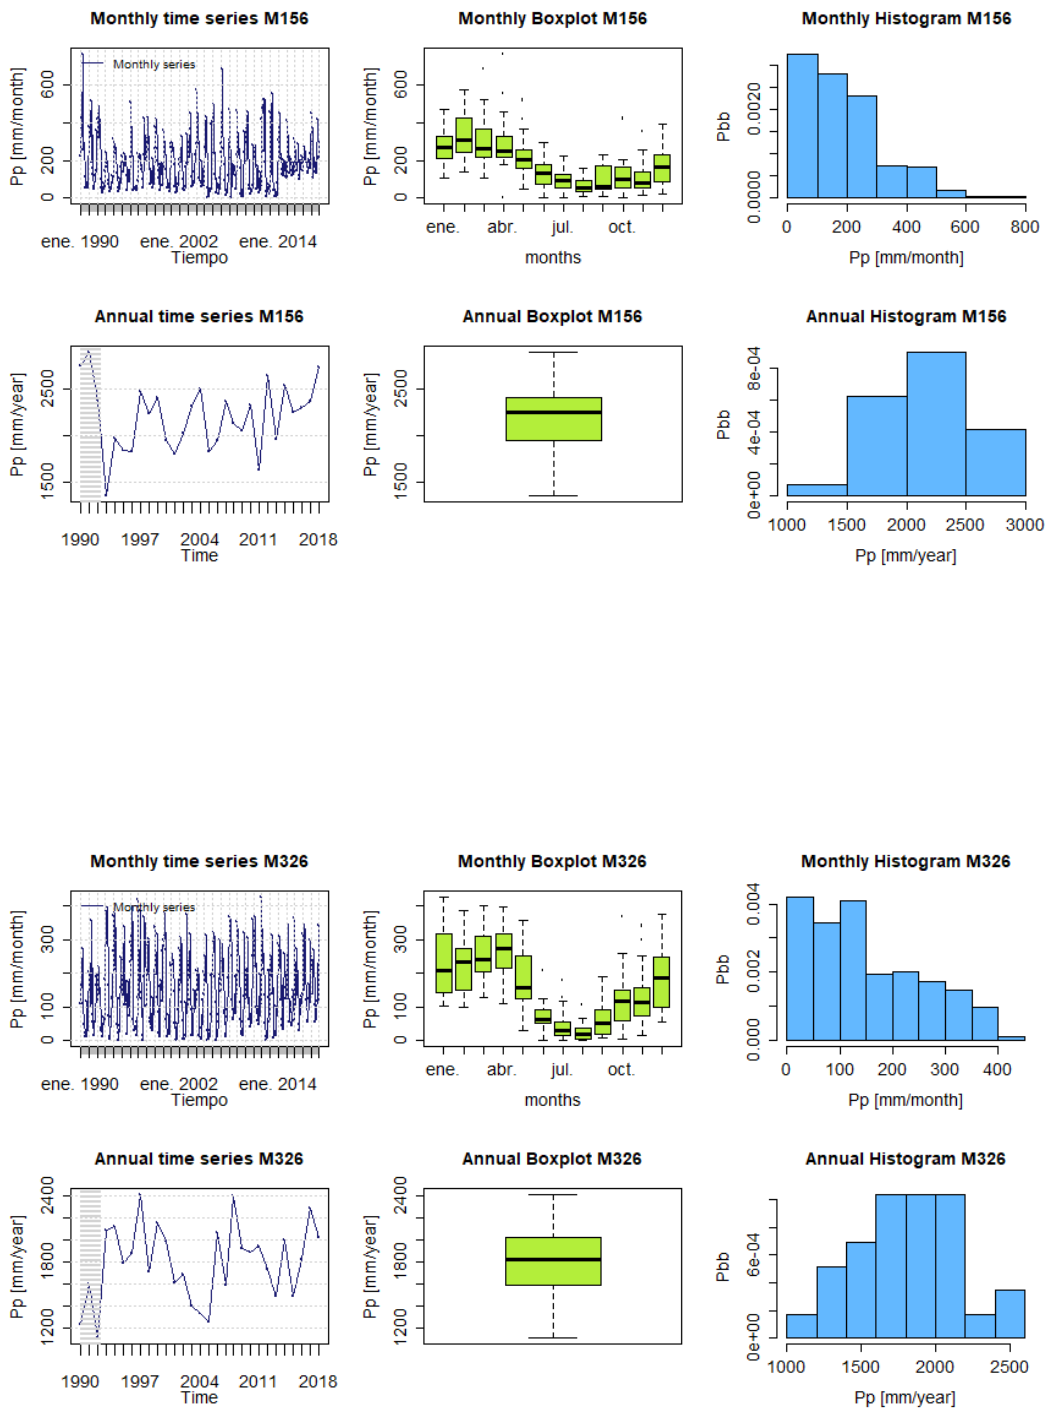 Monthly time series M156
Monthly Boxplot M156
Monthly Histogram M156
Pp [mm/month]
0 200 600
Monthly series
ene. 1990 ene. 2002 ene. 2014
Tiempo
Pp [mm/month]
0 200 600
ene. abr. jul. oct.
months
Pbb
0.0000 0.0020
0 200 400 600 800
Pp [mm/month]
Annual time series M156
Annual Boxplot M156
Annual Histogram M156
Pp [mm/year]
1500 2500
1990 1997 2004 2011 2018
Time
Pp [mm/year]
1500 2500
Pbb
0e+00 4e-04 8e-04
1000 1500 2000 2500 3000
Pp [mm/year]
Monthly time series M326
Monthly Boxplot M326
Monthly Histogram M326
Pp [mm/month]
0 100 300
Monthly series
ene. 1990 ene. 2002 ene. 2014
Tiempo
Pp [mm/month]
0 100 300
ene. abr. jul. oct.
months
Pbb
0.000 0.002 0.004
0 100 200 300 400
Pp [mm/month]
Annual time series M326
Annual Boxplot M326
Annual Histogram M326
Pp [mm/year]
1200 1800 2400
1990 1997 2004 2011 2018
Time
Pp [mm/year]
1200 1800 2400
Pbb
0e+00 6e-04
1000 1500 2000 2500
Pp [mm/year]